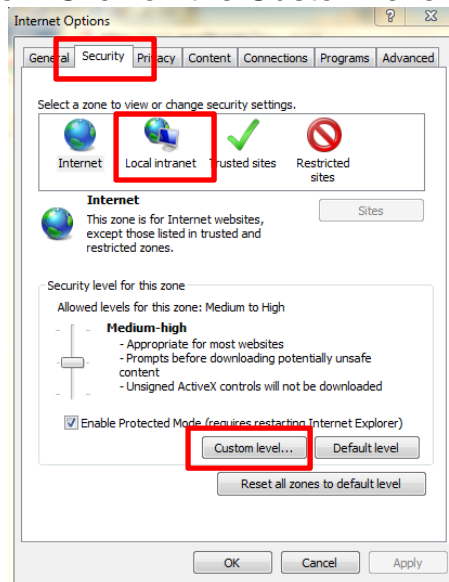 Internet Options
General Security Privacy Content Connections Programs Advanced
Select a zone to view or change security settings.
Internet Local intranet Trusted sites Restricted
sites
Internet
Sites
This zone is for Internet websites,
except those listed in trusted and
restricted zones.
Security level for this zone
Allowed levels for this zone: Medium to High
Medium-high
- Appropriate for most websites
- Prompts before downloading potentially unsafe
content
- Unsigned ActiveX controls will not be downloaded
Enable Protected Mode (requires restarting Internet Explorer)
Custom level... Default level
Reset all zones to default level
OK Cancel Apply